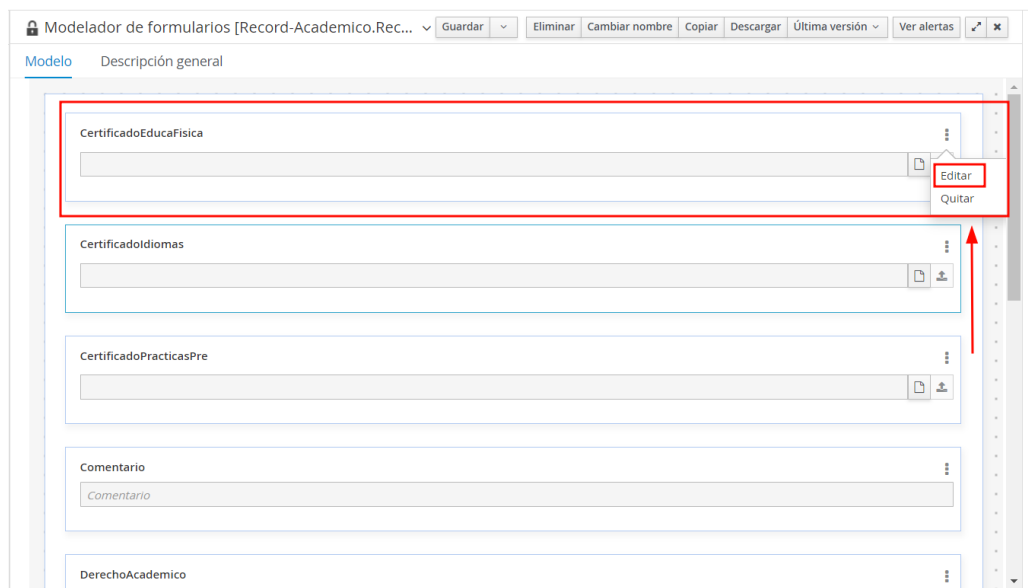 Modelador de formularios [Record-Academico.Rec... Guardar Eliminar Cambiar nombre Copiar Descargar Última versión Ver alertas
Modelo Descripción general
CertificadoEducaFisica
Editar
Quitar
CertificadoIdiomas
CertificadoPracticasPre
Comentario
Comentario
DerechoAcademico